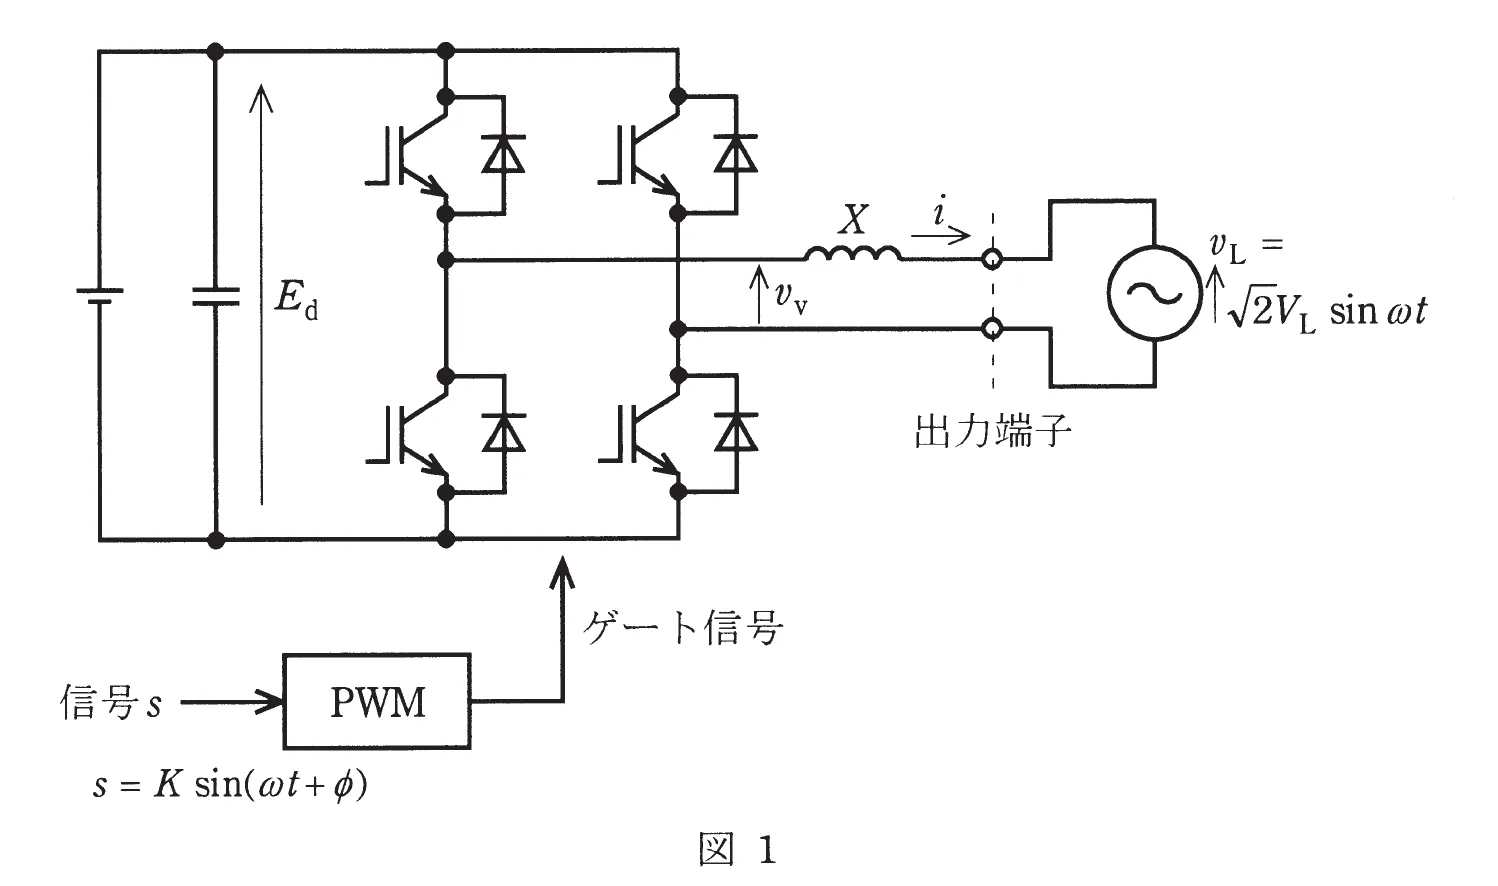 E_d
X
i
v_v
v_L =
√2V_L sin ωt
出力端子
ゲート信号
信号 s
PWM
s = K sin(ωt + ϕ)
図 1